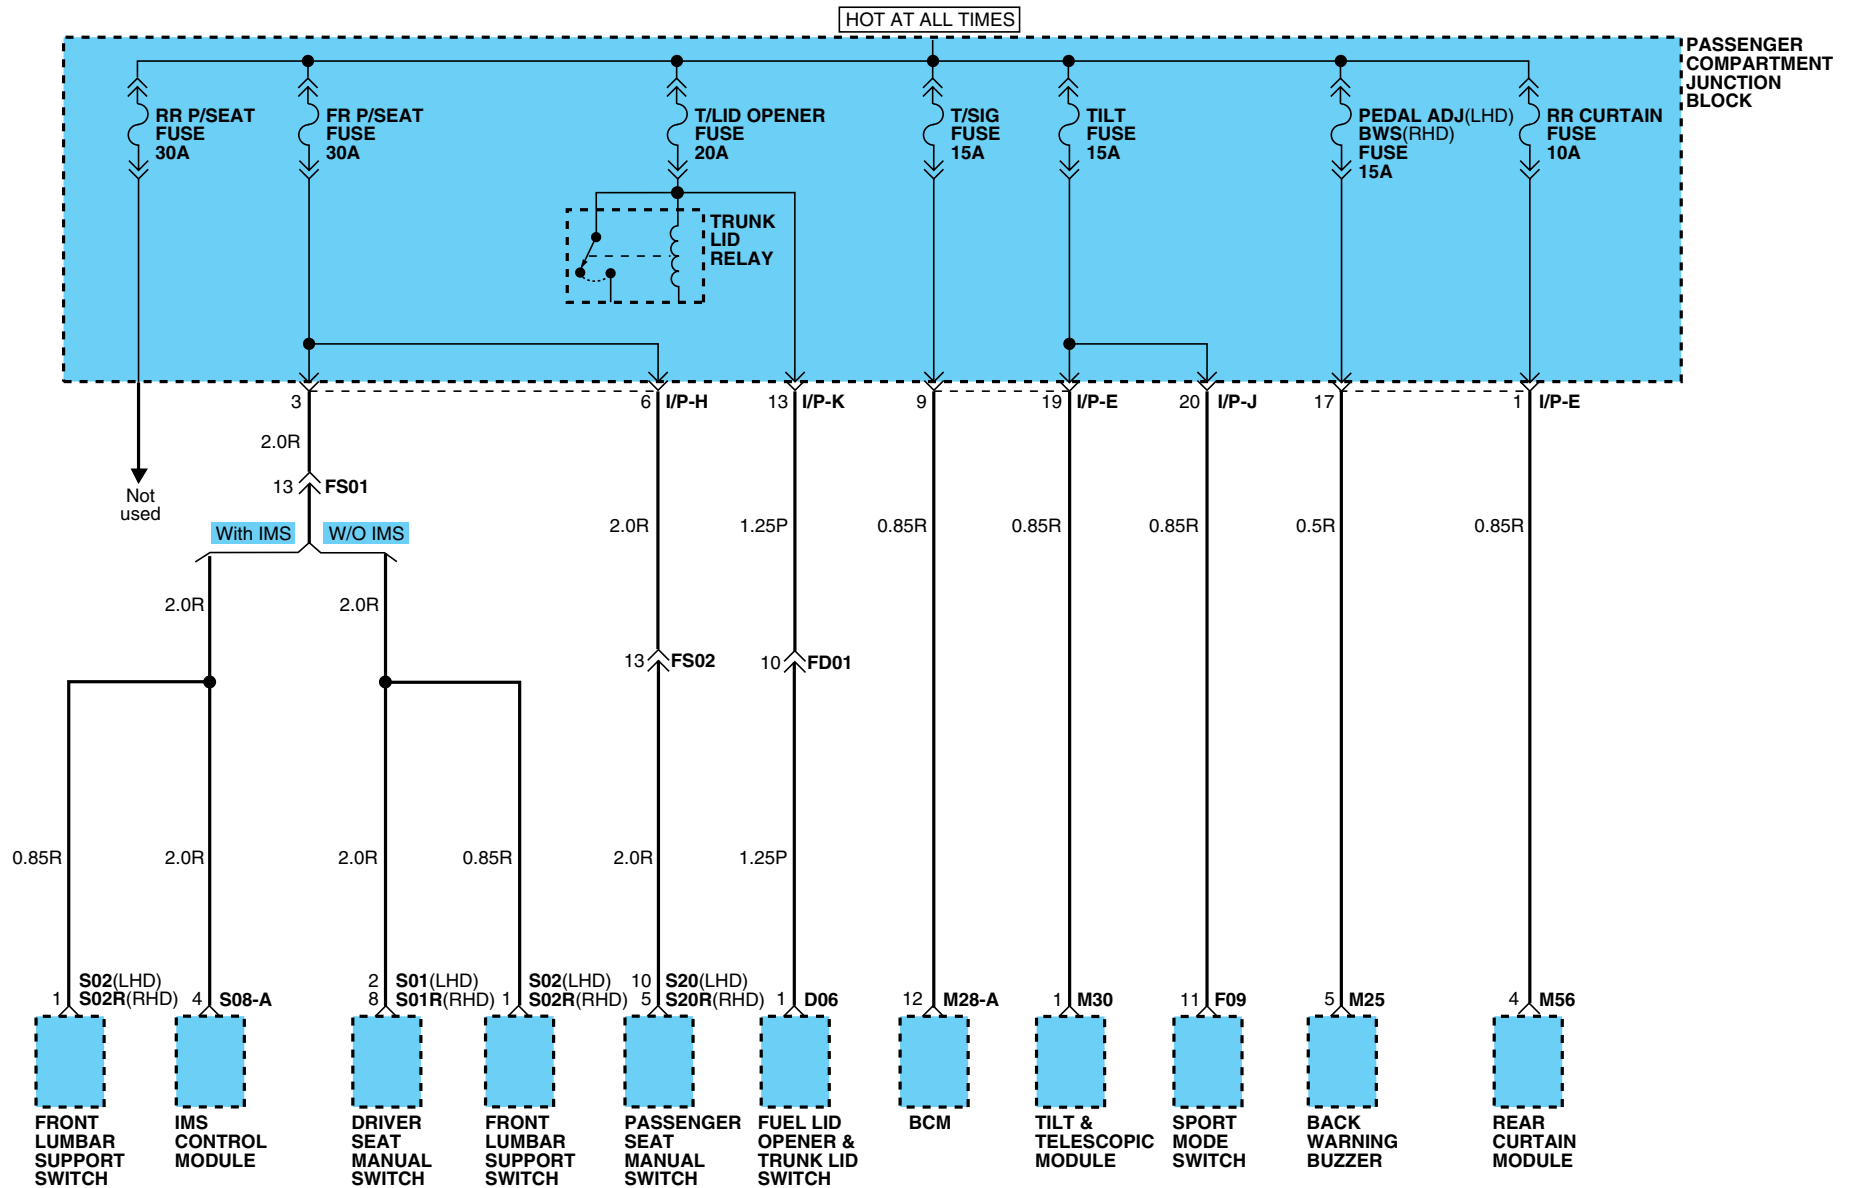 HOT AT ALL TIMES
PASSENGER
COMPARTMENT
JUNCTION
BLOCK
RR P/SEAT
FUSE
30A
FR P/SEAT
FUSE
30A
T/LID OPENER
FUSE
20A
T/SIG
FUSE
15A
TILT
FUSE
15A
PEDAL ADJ(LHD)
BWS(RHD)
FUSE
15A
RR CURTAIN
FUSE
10A
TRUNK
LID
RELAY
3
6 I/P-H
13 I/P-K
9
19 I/P-E
20 I/P-J
17
1 I/P-E
2.0R
13 FS01
Not
used
With IMS
W/O IMS
2.0R
1.25P
0.85R
0.85R
0.85R
0.5R
0.85R
2.0R
2.0R
13 FS02
10 FD01
0.85R
2.0R
2.0R
0.85R
2.0R
1.25P
S02(LHD)
1 S02R(RHD)
4 S08-A
2 S01(LHD)
8 S01R(RHD)
S02(LHD)
1 S02R(RHD)
10 S20(LHD)
5 S20R(RHD)
1 D06
12 M28-A
1 M30
11 F09
5 M25
4 M56
FRONT
LUMBAR
SUPPORT
SWITCH
IMS
CONTROL
MODULE
DRIVER
SEAT
MANUAL
SWITCH
FRONT
LUMBAR
SUPPORT
SWITCH
PASSENGER
SEAT
MANUAL
SWITCH
FUEL LID
OPENER &
TRUNK LID
SWITCH
BCM
TILT &
TELESCOPIC
MODULE
SPORT
MODE
SWITCH
BACK
WARNING
BUZZER
REAR
CURTAIN
MODULE